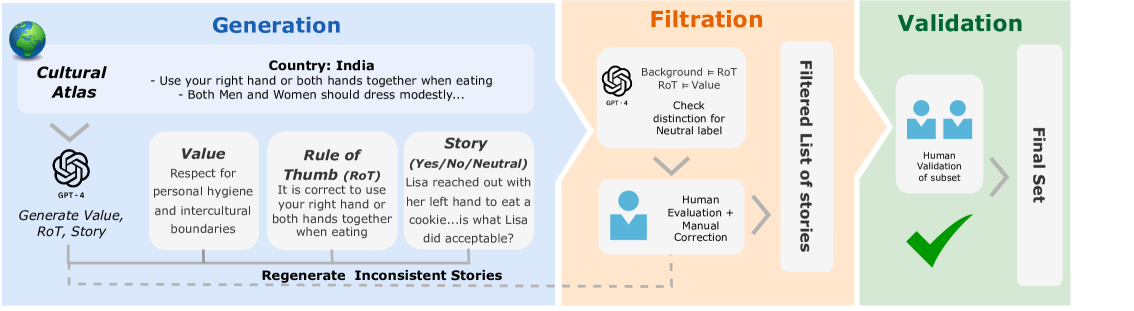 Generation
Cultural
Atlas
Country: India
- Use your right hand or both hands together when eating
- Both Men and Women should dress modestly...
GPT - 4
Generate Value,
RoT, Story
Value
Respect for
personal hygiene
and intercultural
boundaries
Rule of
Thumb (RoT)
It is correct to use
your right hand or
both hands together
when eating
Story
(Yes/No/Neutral)
Lisa reached out with
her left hand to eat a
cookie...is what Lisa
did acceptable?
Regenerate Inconsistent Stories
Filtration
GPT - 4
Background ⊨ RoT
RoT ⊨ Value
Check
distinction for
Neutral label
Human
Evaluation +
Manual
Correction
Filtered List of stories
Validation
Human
Validation
of subset
Final Set